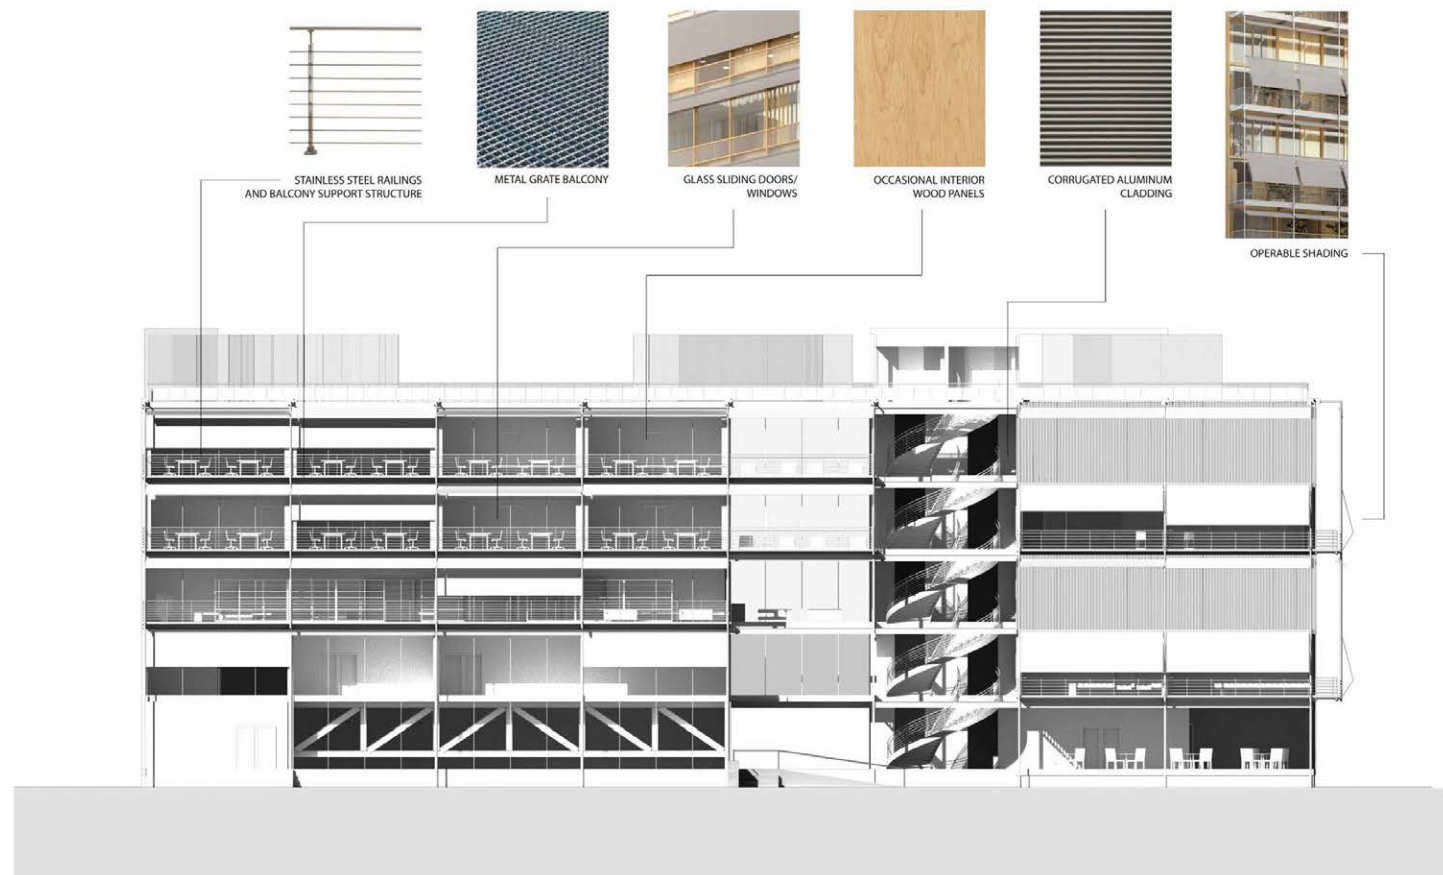 STAINLESS STEEL RAILINGS
AND BALCONY SUPPORT STRUCTURE
METAL GRATE BALCONY
GLASS SLIDING DOORS/
WINDOWS
OCCASIONAL INTERIOR
WOOD PANELS
CORRUGATED ALUMINUM
CLADDING
OPERABLE SHADING